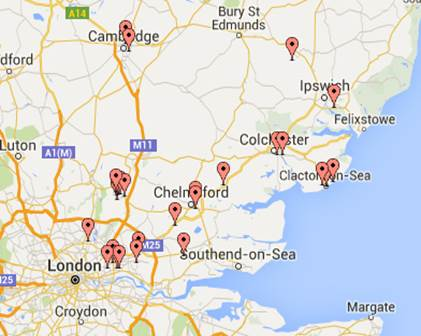 A14
Bury St
Edmunds
Cambridge
dford
Ipswich
Felixstowe
Colchester
M11
Luton
A1(M)
Clacton-on-Sea
Chelmsford
M25
Southend-on-Sea
London
M25
Croydon
Margate